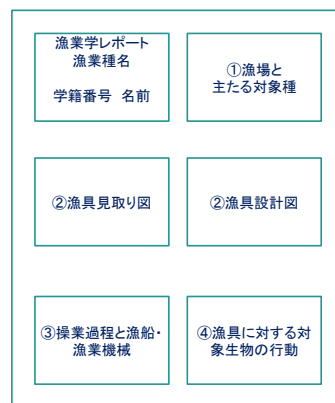 漁業学レポート
漁業種名
学籍番号 名前
①漁場と
主たる対象種
②漁具見取り図
②漁具設計図
③操業過程と漁船・
漁業機械
④漁具に対する対
象生物の行動